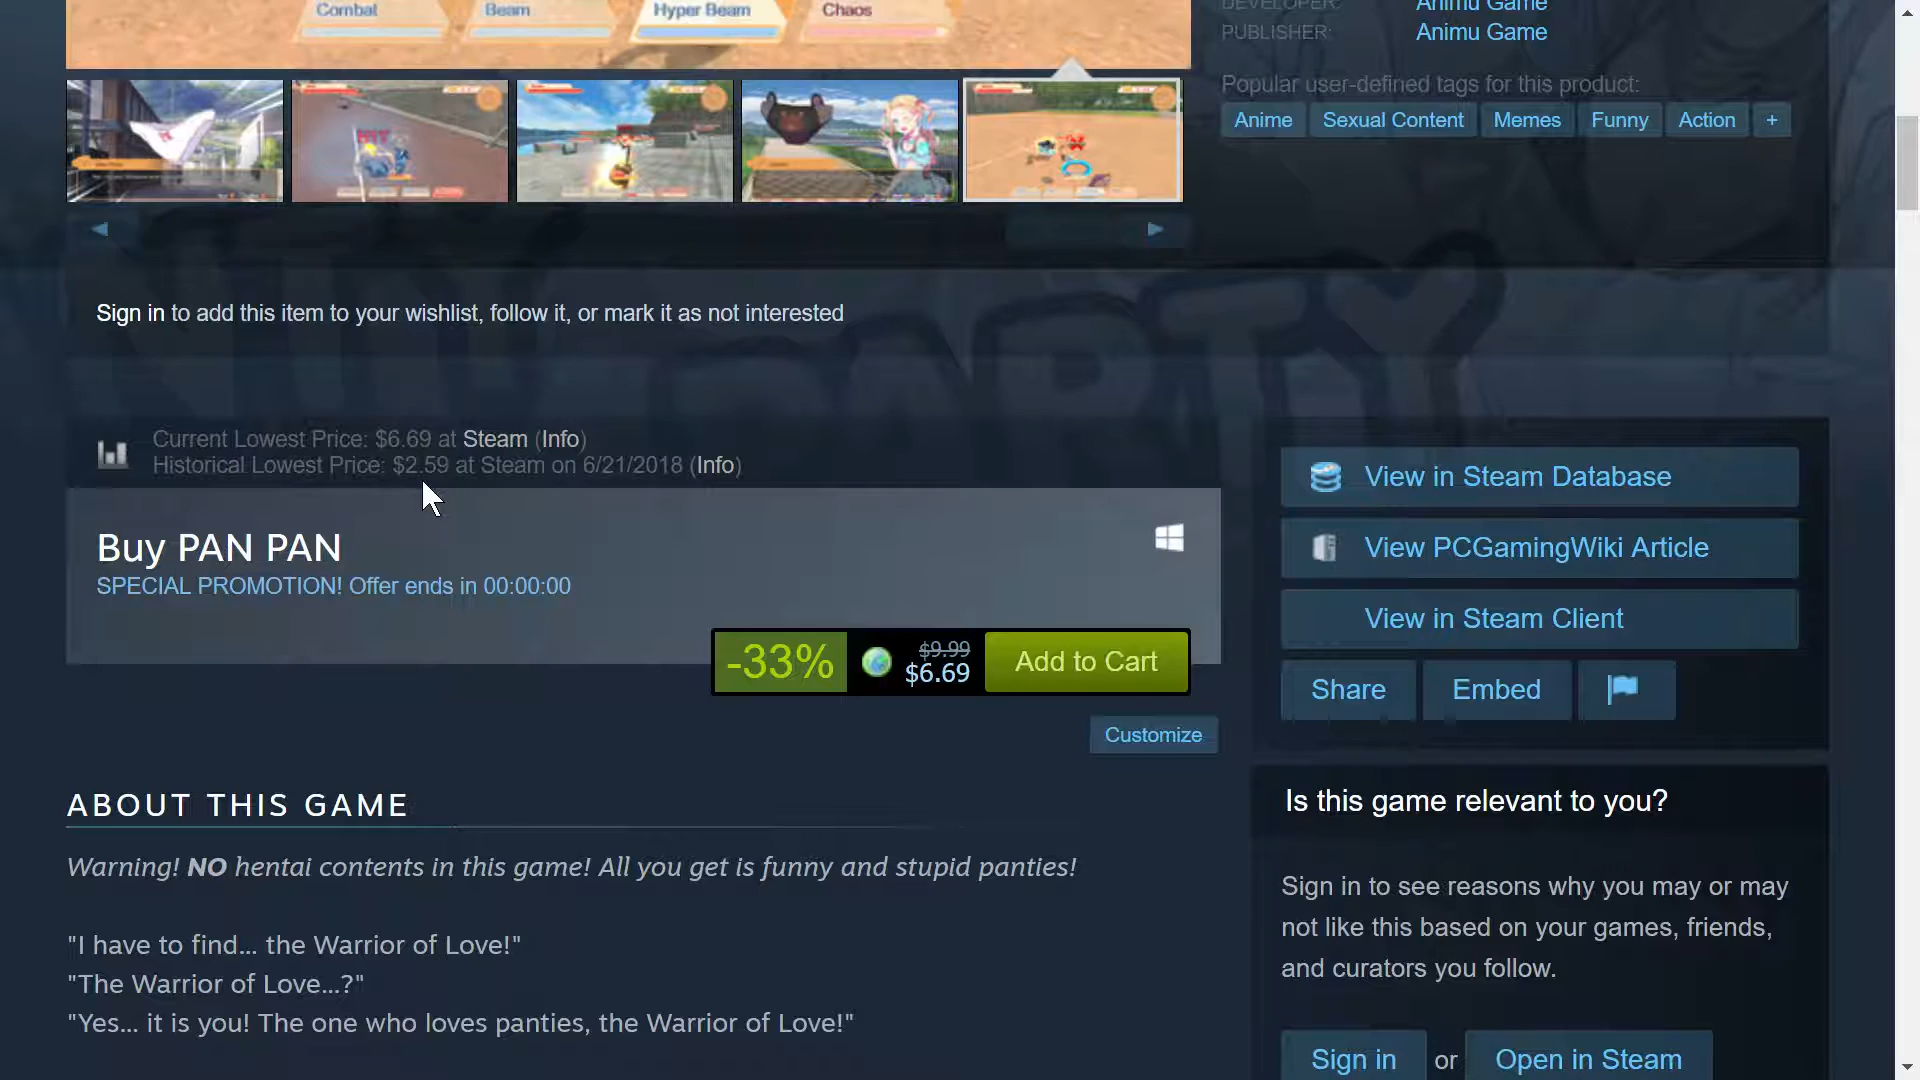 Combat Beam Hyper Beam Chaos
DEVELOPER: Animu Game
PUBLISHER: Animu Game
Popular user-defined tags for this product:
Anime Sexual Content Memes Funny Action +
Sign in to add this item to your wishlist, follow it, or mark it as not interested
Current Lowest Price: $6.69 at Steam (Info)
Historical Lowest Price: $2.59 at Steam on 6/21/2018 (Info)
Buy PAN PAN
SPECIAL PROMOTION! Offer ends in 00:00:00
-33% $9.99 $6.69 Add to Cart
Customize
View in Steam Database
View PCGamingWiki Article
View in Steam Client
Share Embed
ABOUT THIS GAME
Warning! NO hentai contents in this game! All you get is funny and stupid panties!
"I have to find... the Warrior of Love!"
"The Warrior of Love...?"
"Yes... it is you! The one who loves panties, the Warrior of Love!"
Is this game relevant to you?
Sign in to see reasons why you may or may
not like this based on your games, friends,
and curators you follow.
Sign in or Open in Steam
PARTY